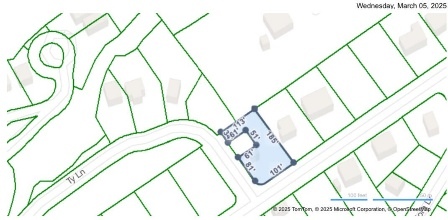 Wednesday, March 05, 2025
113'
61'
51'
185'
61'
81'
101'
Ty Ln
© 2025 TomTom, © 2025 Microsoft Corporation, © OpenStreetMap